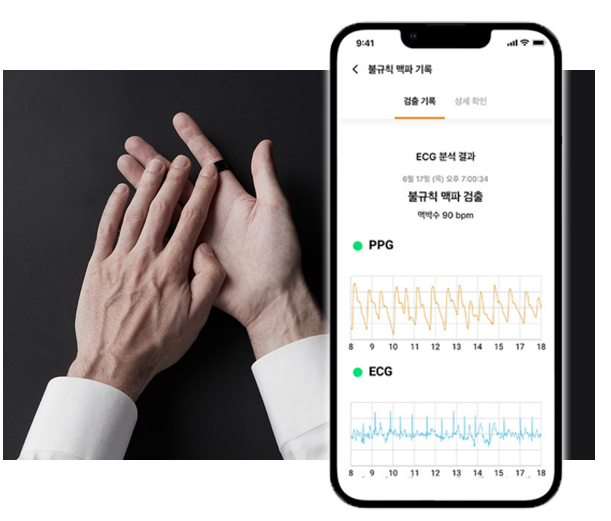 9:41
불규칙 맥파 기록
검출 기록 상세 확인
ECG 분석 결과
6월 17일 (목) 오후 7:00:34
불규칙 맥파 검출
맥박수 90 bpm
PPG
8 9 10 11 12 13 14 15 16 17 18
ECG
8 9 10 11 12 13 14 15 16 17 18